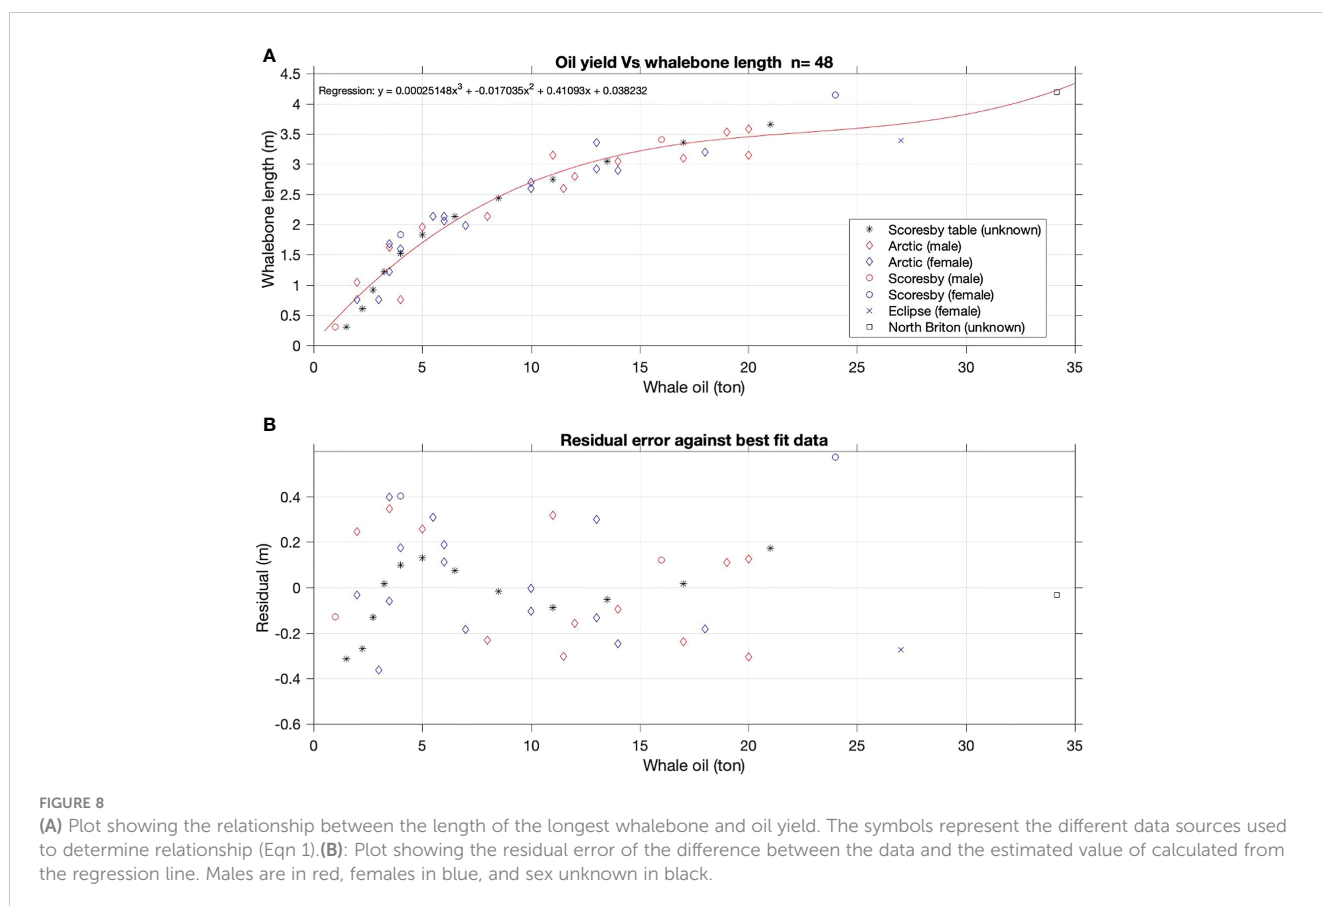 A
Oil yield Vs whalebone length n= 48
Regression: y = 0.00025148x³ + -0.017035x² + 0.41093x + 0.038232
4.5
4
3.5
3
2.5
2
1.5
1
0.5
0
Whalebone length (m)
Scoresby table (unknown)
Arctic (male)
Arctic (female)
Scoresby (male)
Scoresby (female)
Eclipse (female)
North Briton (unknown)
0 5 10 15 20 25 30 35
Whale oil (ton)
B
Residual error against best fit data
0.4
0.2
0
-0.2
-0.4
-0.6
Residual (m)
0 5 10 15 20 25 30 35
Whale oil (ton)
FIGURE 8
(A) Plot showing the relationship between the length of the longest whalebone and oil yield. The symbols represent the different data sources used
to determine relationship (Eqn 1).(B): Plot showing the residual error of the difference between the data and the estimated value of calculated from
the regression line. Males are in red, females in blue, and sex unknown in black.